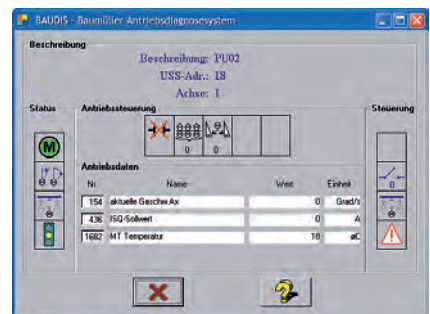 BAUDIS - Baumüller Antriebsdiagnosesystem
Beschreibung
Beschreibung: PU02
USS-Adr.: 18
Achse: 1
Status
Antriebssteuerung
Steuerung
M
0 0
0
Antriebsdaten
Nr. Name Wert Einheit
154 aktuelle Geschw.Ax 0 Grad/s
436 ISQ-Sollwert 0 A
1682 MT Temperatur 18 øC